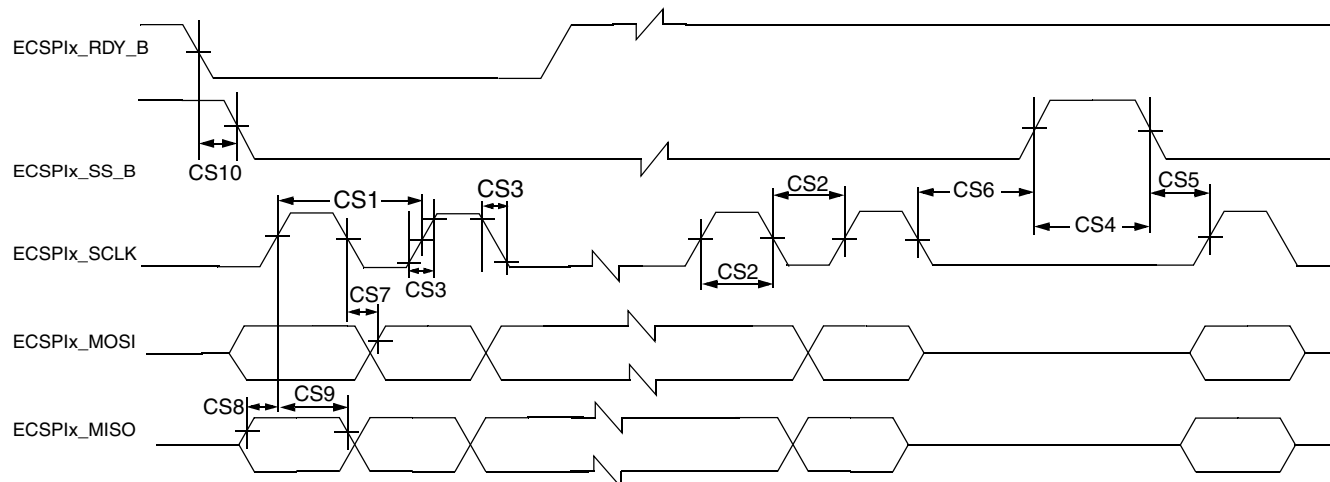 ECSPIx_RDY_B
ECSPIx_SS_B
CS10
CS1
CS3
CS2
CS6
CS5
CS4
ECSPIx_SCLK
CS3
CS2
CS7
ECSPIx_MOSI
CS8
CS9
ECSPIx_MISO